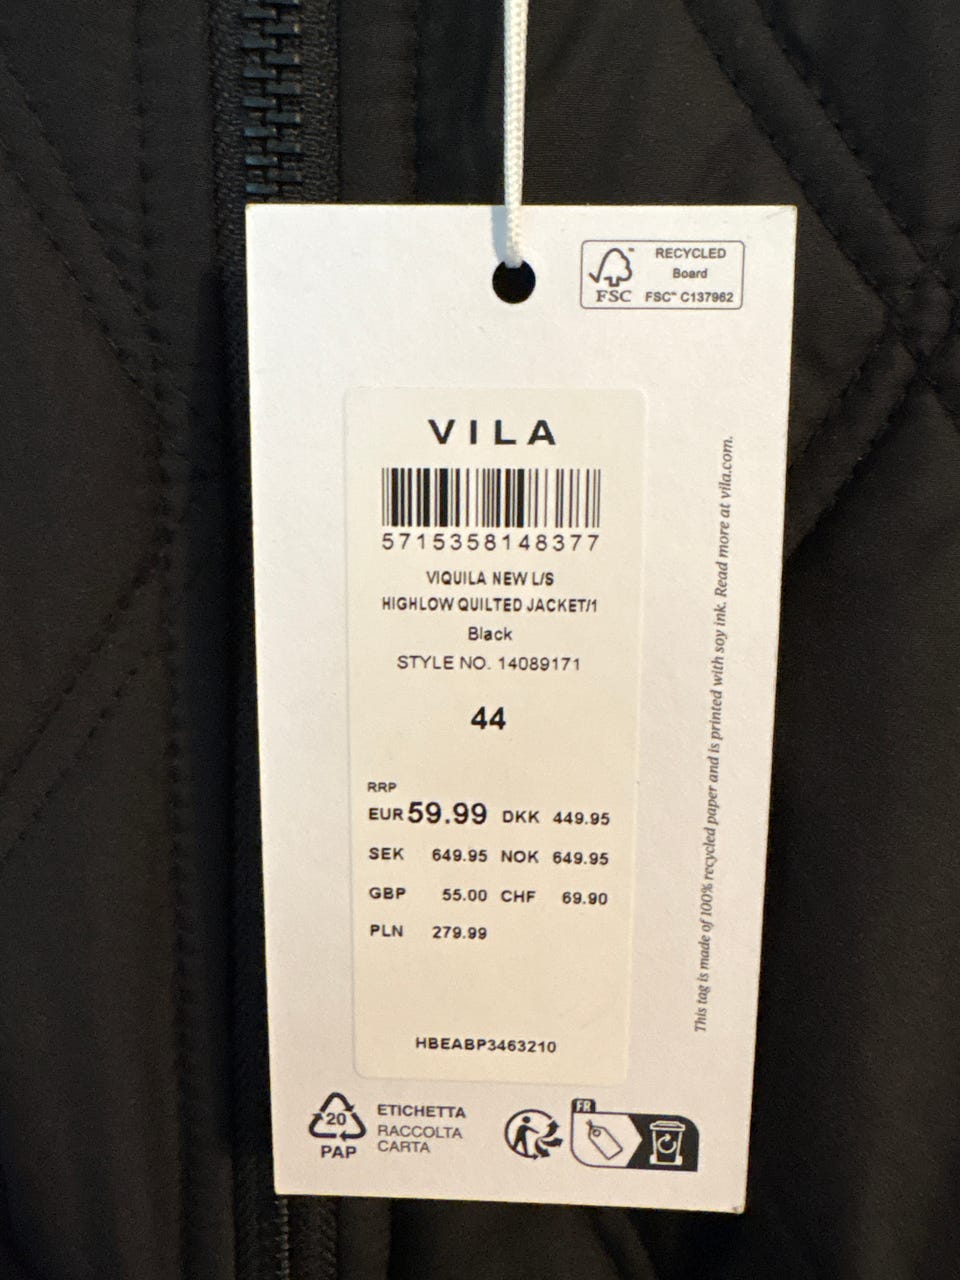 RECYCLED
Board
FSC
FSC™ C137962
VILA
5715358148377
VIQUILA NEW L/S
HIGHLOW QUILTED JACKET/1
Black
STYLE NO. 14089171
44
RRP
EUR 59.99 DKK 449.95
SEK 649.95 NOK 649.95
GBP 55.00 CHF 69.90
PLN 279.99
HBEABP3463210
This tag is made of 100% recycled paper and is printed with soy ink. Read more at vila.com.
20
PAP
ETICHETTA
RACCOLTA
CARTA
FR